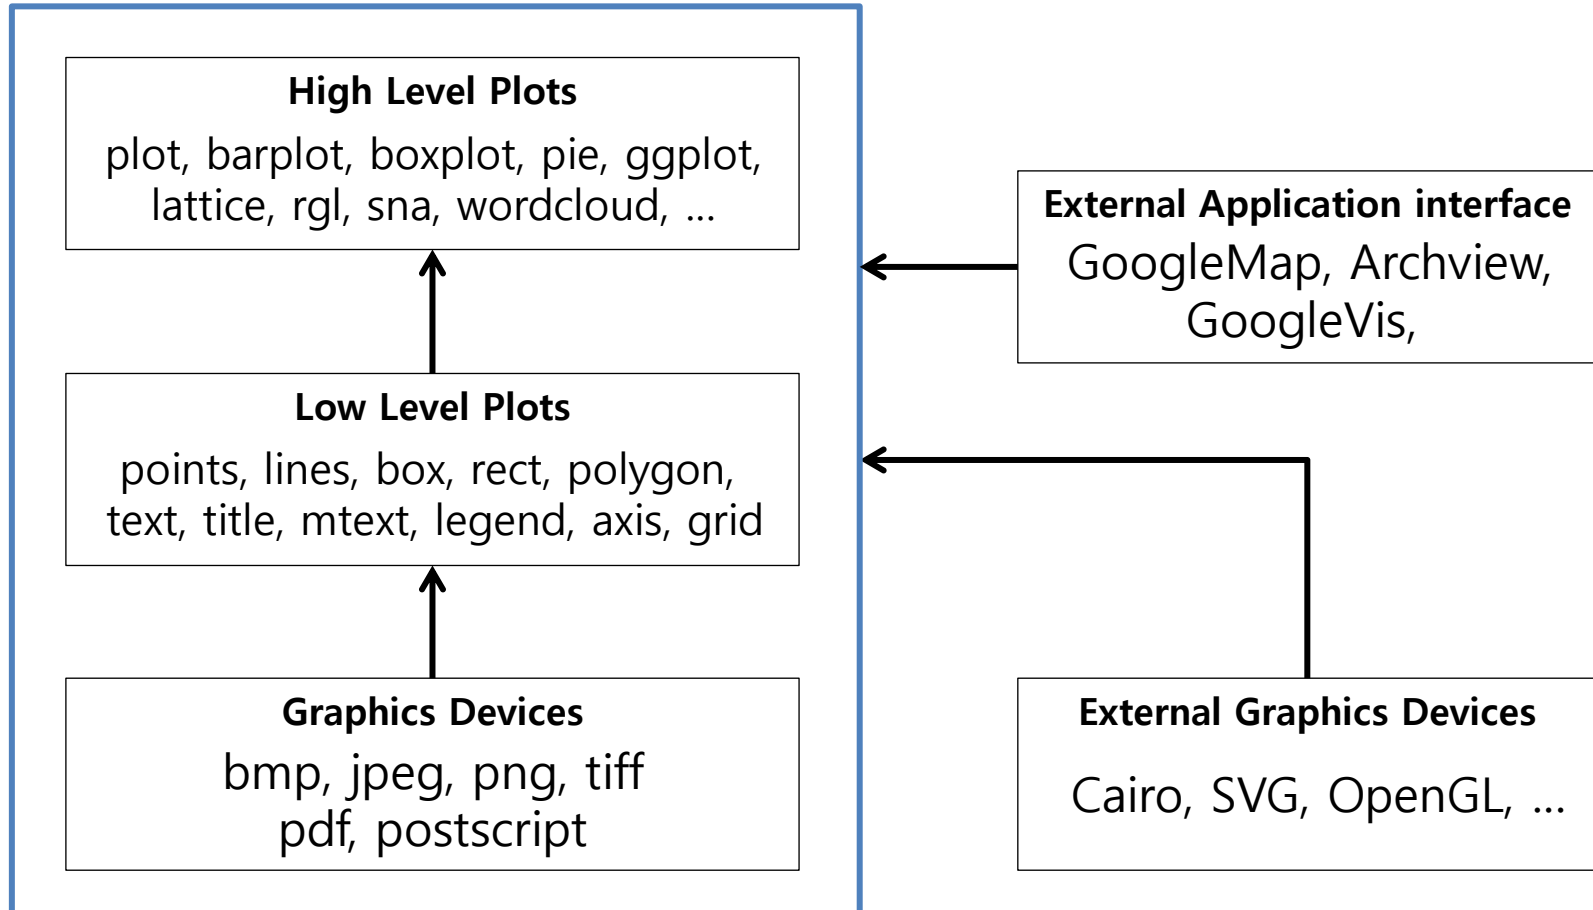 High Level Plots
plot, barplot, boxplot, pie, ggplot,
lattice, rgl, sna, wordcloud, ...
External Application interface
GoogleMap, Archview,
GoogleVis,
Low Level Plots
points, lines, box, rect, polygon,
text, title, mtext, legend, axis, grid
Graphics Devices
bmp, jpeg, png, tiff
pdf, postscript
External Graphics Devices
Cairo, SVG, OpenGL, ...